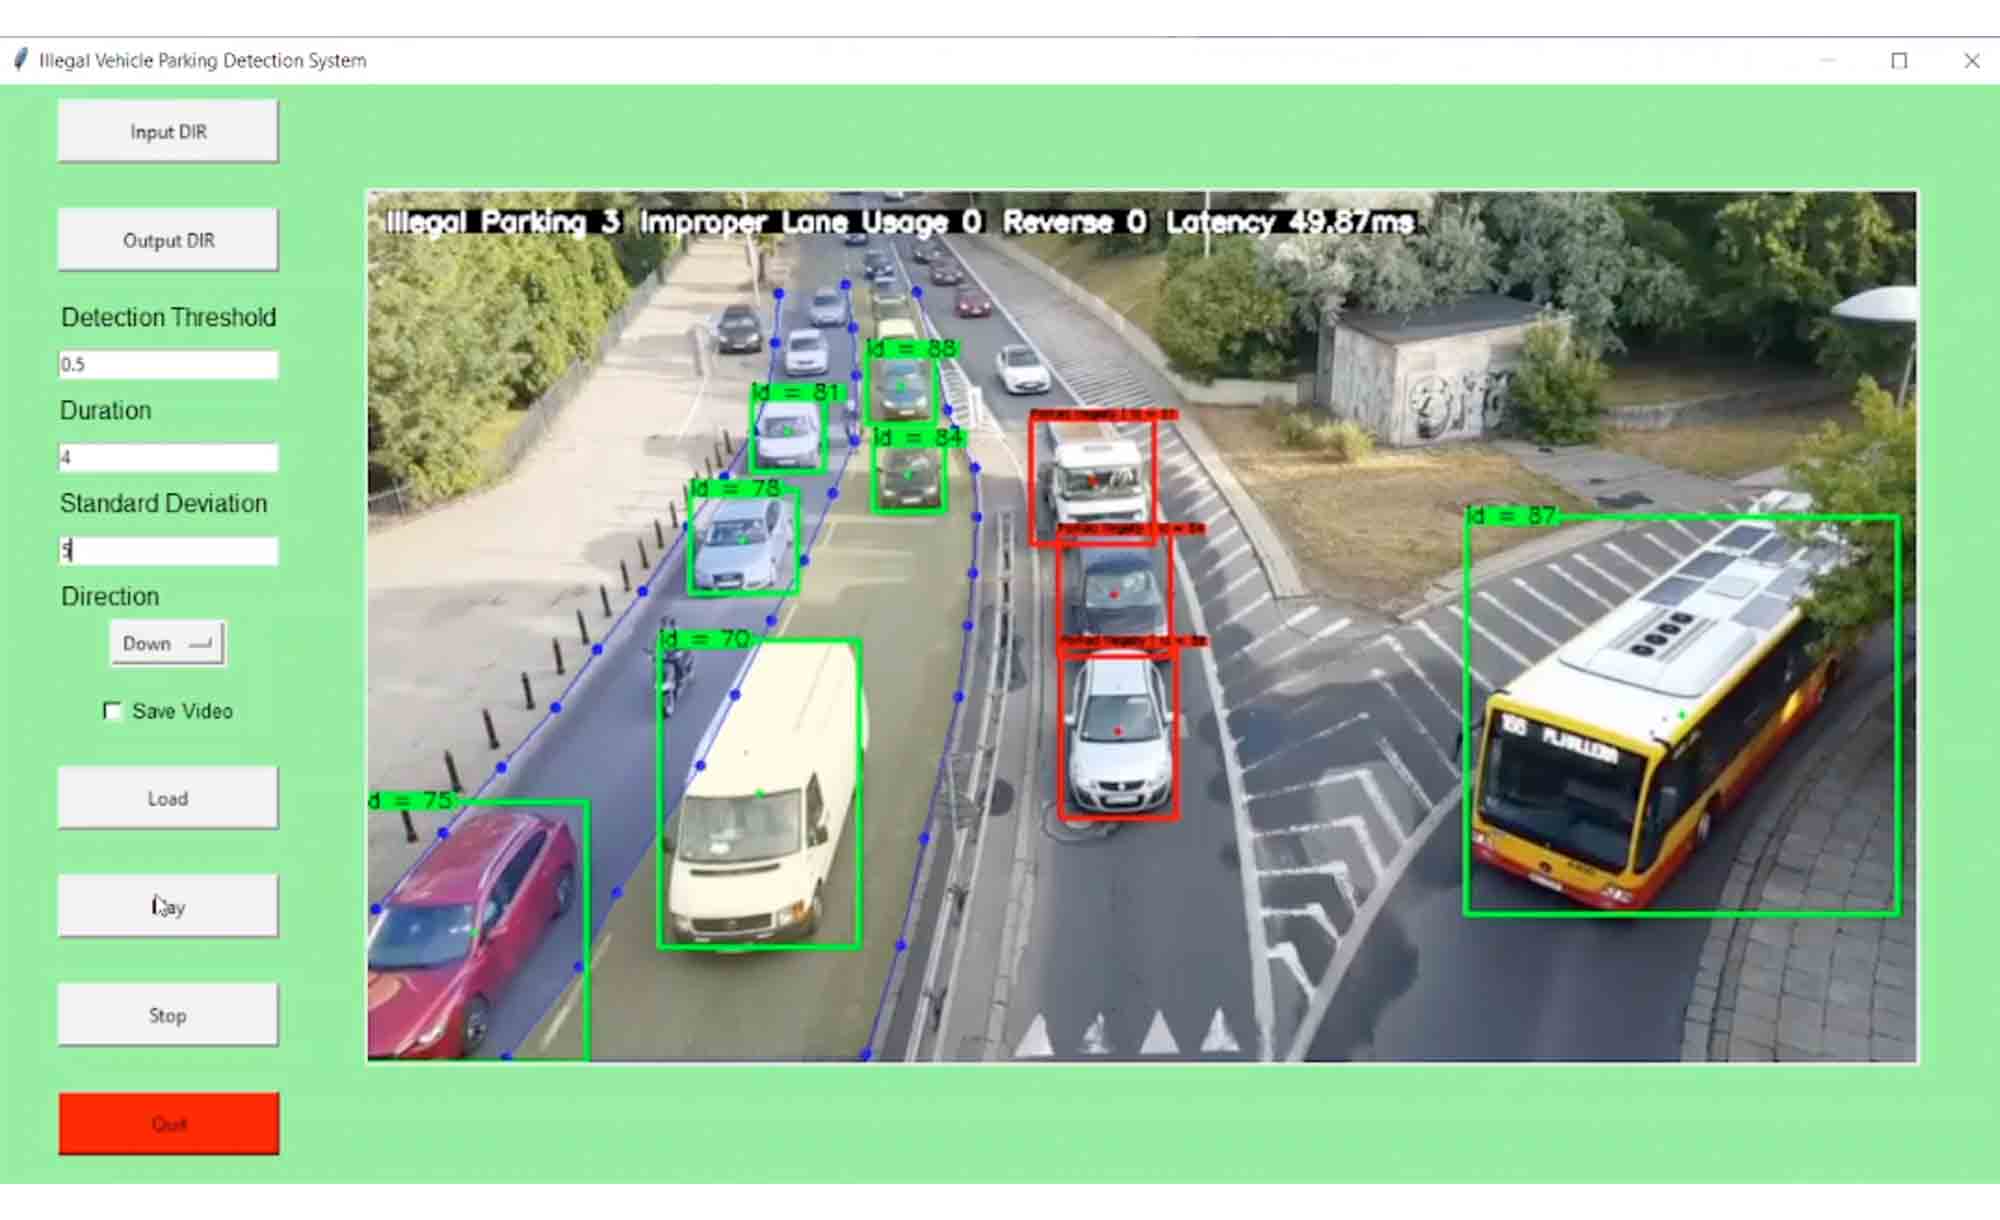 Illegal Vehicle Parking Detection System
Input DIR
Output DIR
Detection Threshold
0.5
Duration
4
Standard Deviation
5
Direction
Down
Save Video
Load
Stop
Quit
Illegal Parking 3 Improper Lane Usage 0 Reverse 0 Latency 49.87ms
Id = 88
Id = 81
Id = 84
Id = 78
Id = 87
Id = 70
d = 75